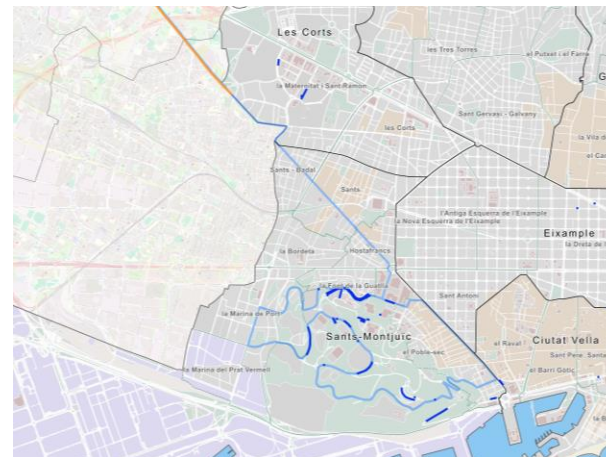 Les Corts
les Tres Torres
el Putset i el Farró
G
la Maternitat i Sant Ramon
Sant Gervasi - Galvany
la Vila d
les Corts
el Ca
Sants - Badal
Sants
l'Antiga Esquerra de l'Eixample
la Nova Esquerra de l'Eixample
Eixample
la Dreta de l
la Bordeta
Hostafrancs
la Font de la Guatlla
Sant Antoni
la Marina de Port
Sants-Montjuïc
el Raval
Ciutat Vella
Sant Pere, Santa
el Poble-sec
el Barri Gòtic
la Marina del Prat Vermell
la B